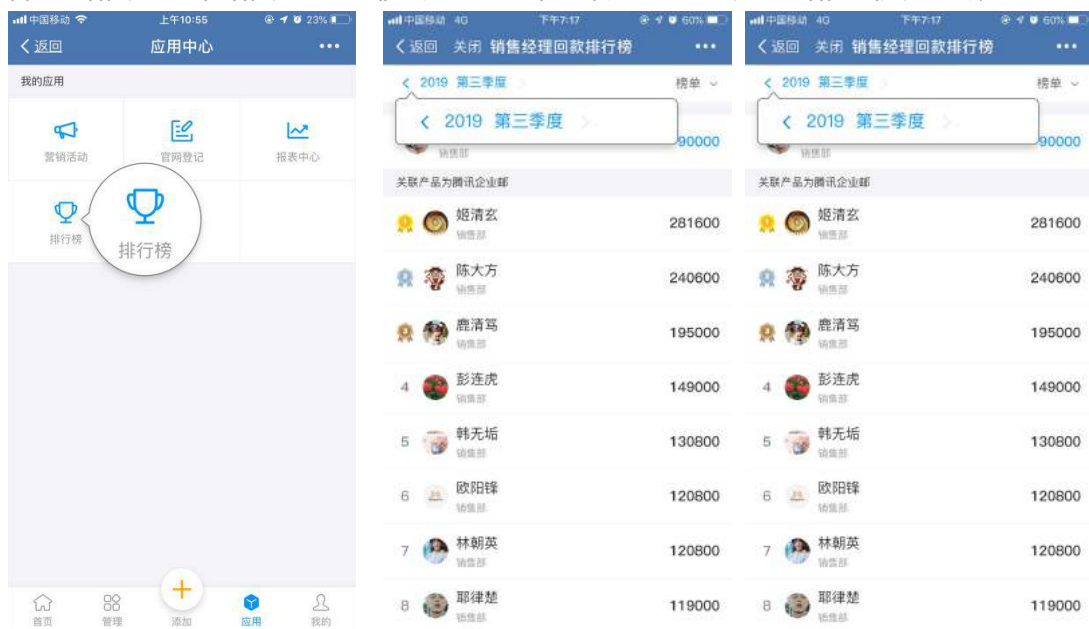 中国移动 上午10:55 23%
返回 应用中心
我的应用
营销活动 官网登记 报表中心
排行榜
排行榜
首页 管理 添加 应用 我的
中国移动 4G 下午7:17 60%
返回 关闭 销售经理回款排行榜
2019 第三季度 榜单
2019 第三季度
90000
销售部
关联产品为腾讯企业邮
姬清玄 281600
销售部
陈大方 240600
销售部
鹿清笃 195000
销售部
4 彭连虎 149000
销售部
5 韩无垢 130800
销售部
6 欧阳锋 120800
销售部
7 林朝英 120800
销售部
8 耶律楚 119000
销售部
中国移动 4G 下午7:17 60%
返回 关闭 销售经理回款排行榜
2019 第三季度 榜单
2019 第三季度
90000
销售部
关联产品为腾讯企业邮
姬清玄 281600
销售部
陈大方 240600
销售部
鹿清笃 195000
销售部
4 彭连虎 149000
销售部
5 韩无垢 130800
销售部
6 欧阳锋 120800
销售部
7 林朝英 120800
销售部
8 耶律楚 119000
销售部